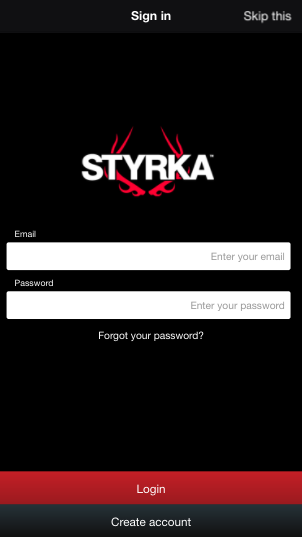 Sign in
Skip this
STYRKA™
Email
Enter your email
Password
Enter your password
Forgot your password?
Login
Create account